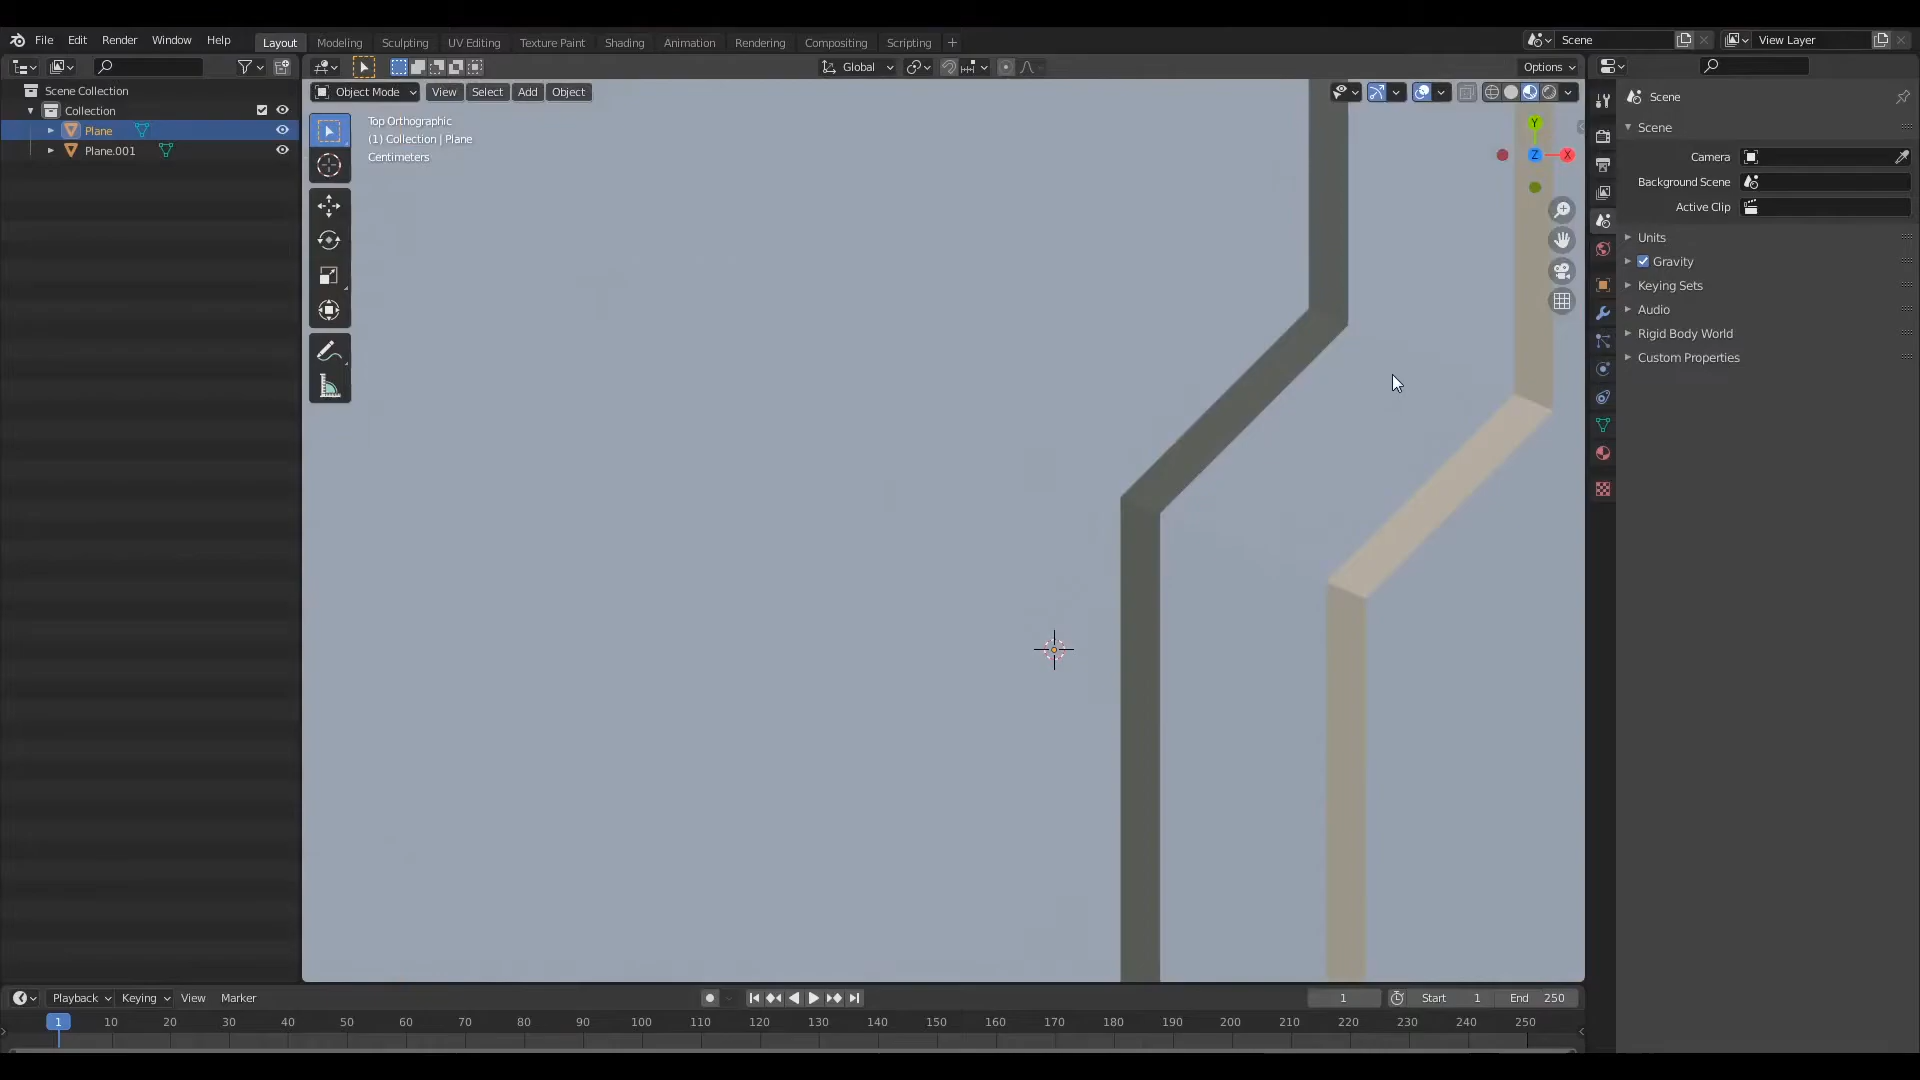 File Edit Render Window Help
Layout Modeling Sculpting UV Editing Texture Paint Shading Animation Rendering Compositing Scripting +
Scene
View Layer
Global
Options
Scene Collection
Collection
Plane
Plane.001
Object Mode View Select Add Object
Top Orthographic
(1) Collection | Plane
Centimeters
Y
Z
X
Scene
Scene
Camera
Background Scene
Active Clip
Units
Gravity
Keying Sets
Audio
Rigid Body World
Custom Properties
Playback Keying View Marker
1 Start 1 End 250
1 10 20 30 40 50 60 70 80 90 100 110 120 130 140 150 160 170 180 190 200 210 220 230 240 250